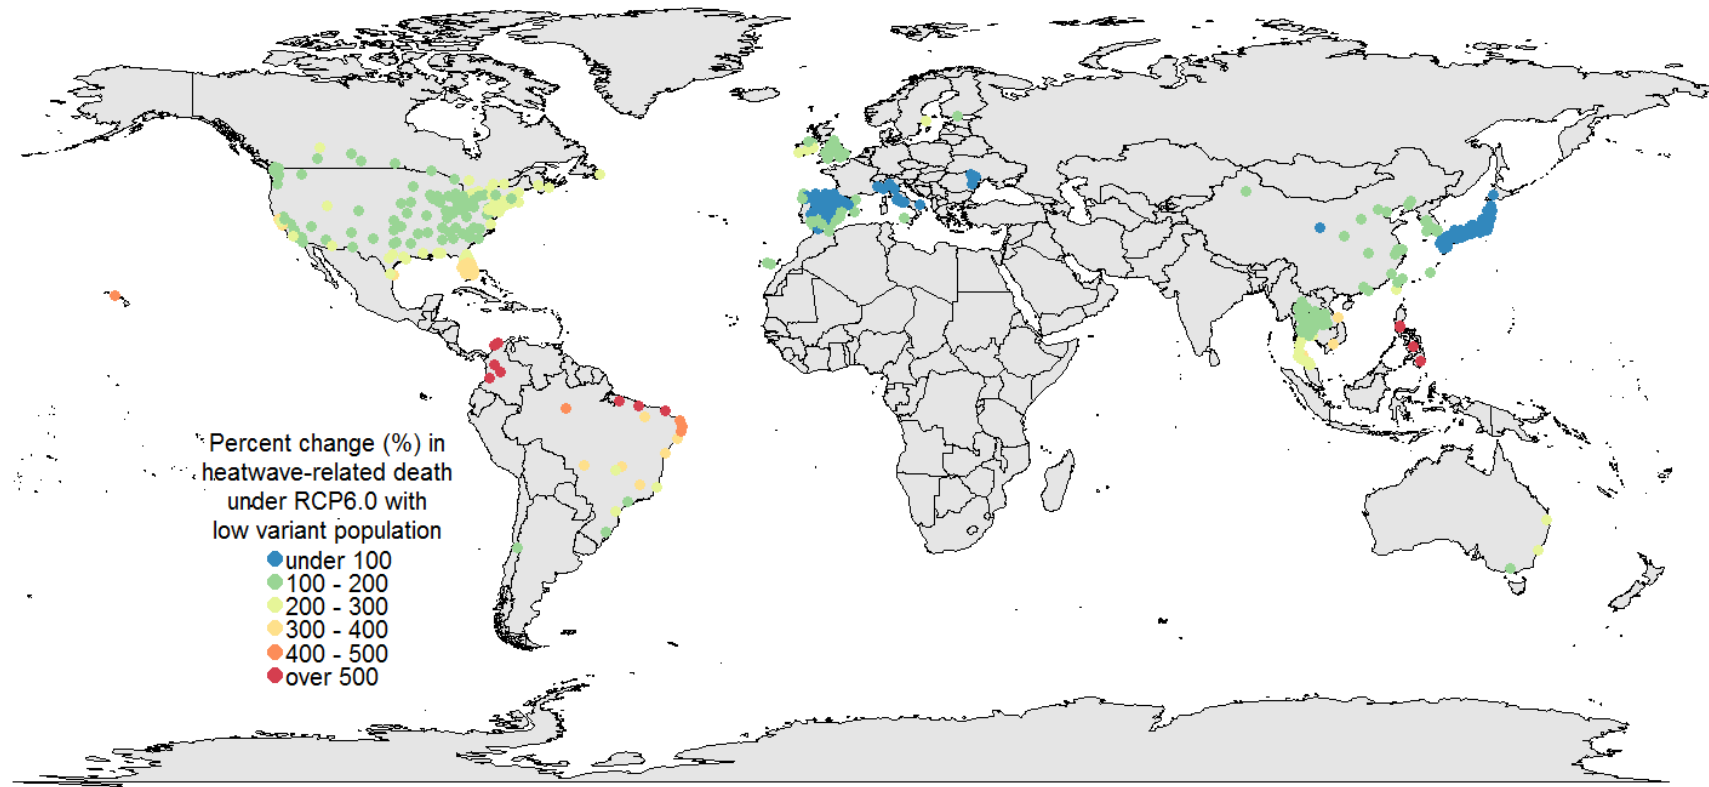 Percent change (%) in
heatwave-related death
under RCP6.0 with
low variant population
under 100
100 - 200
200 - 300
300 - 400
400 - 500
over 500